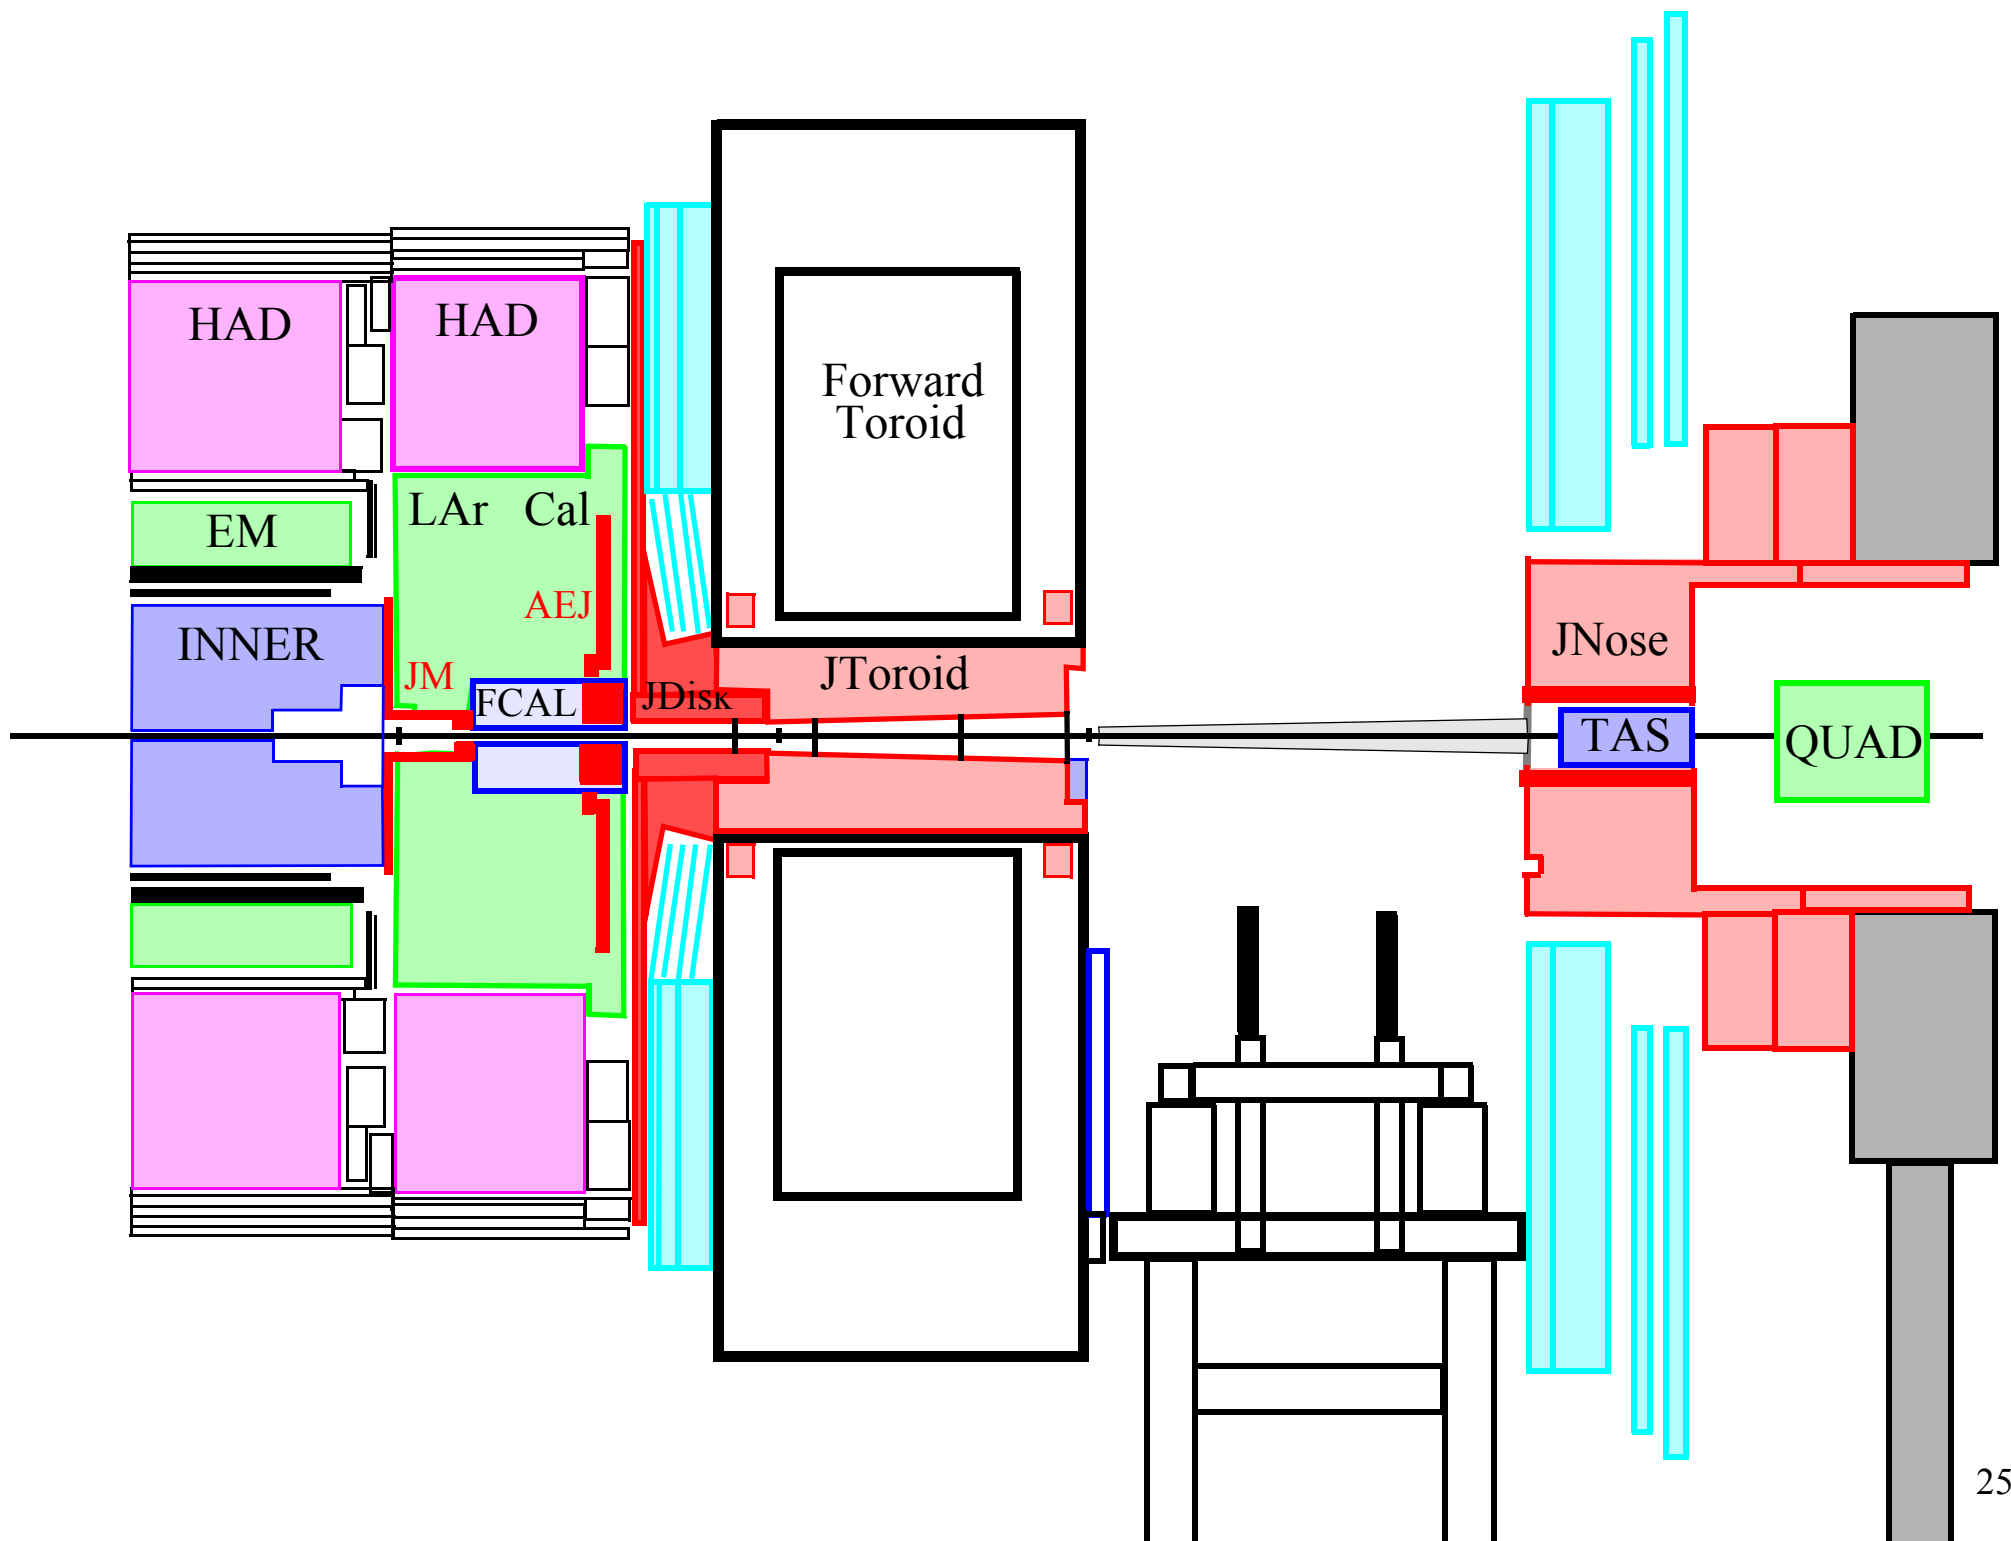 HAD
HAD
Forward
Toroid
LAr Cal
EM
AEJ
INNER
JM
FCAL
JDisk
JToroid
JNose
TAS
QUAD
25